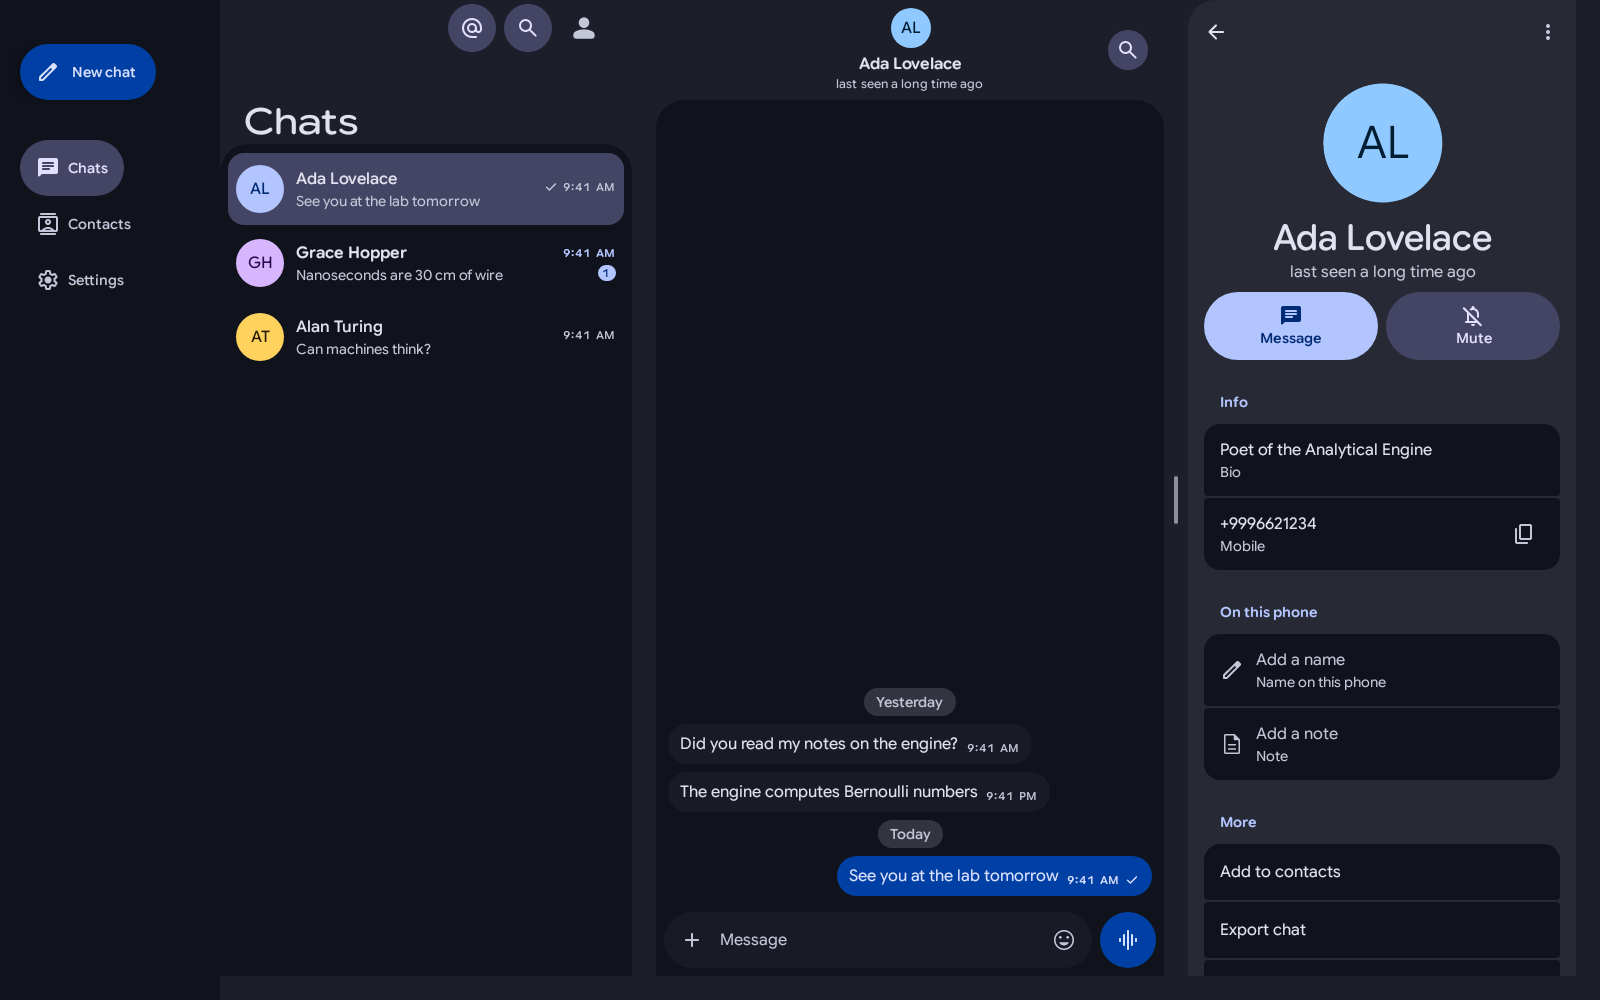 New chat
Chats
Contacts
Settings
Chats
AL
Ada Lovelace
9:41 AM
See you at the lab tomorrow
GH
Grace Hopper
9:41 AM
Nanoseconds are 30 cm of wire
1
AT
Alan Turing
9:41 AM
Can machines think?
AL
Ada Lovelace
last seen a long time ago
Yesterday
Did you read my notes on the engine? 9:41 AM
The engine computes Bernoulli numbers 9:41 PM
Today
See you at the lab tomorrow 9:41 AM
Message
AL
Ada Lovelace
last seen a long time ago
Message
Mute
Info
Poet of the Analytical Engine
Bio
+9996621234
Mobile
On this phone
Add a name
Name on this phone
Add a note
Note
More
Add to contacts
Export chat